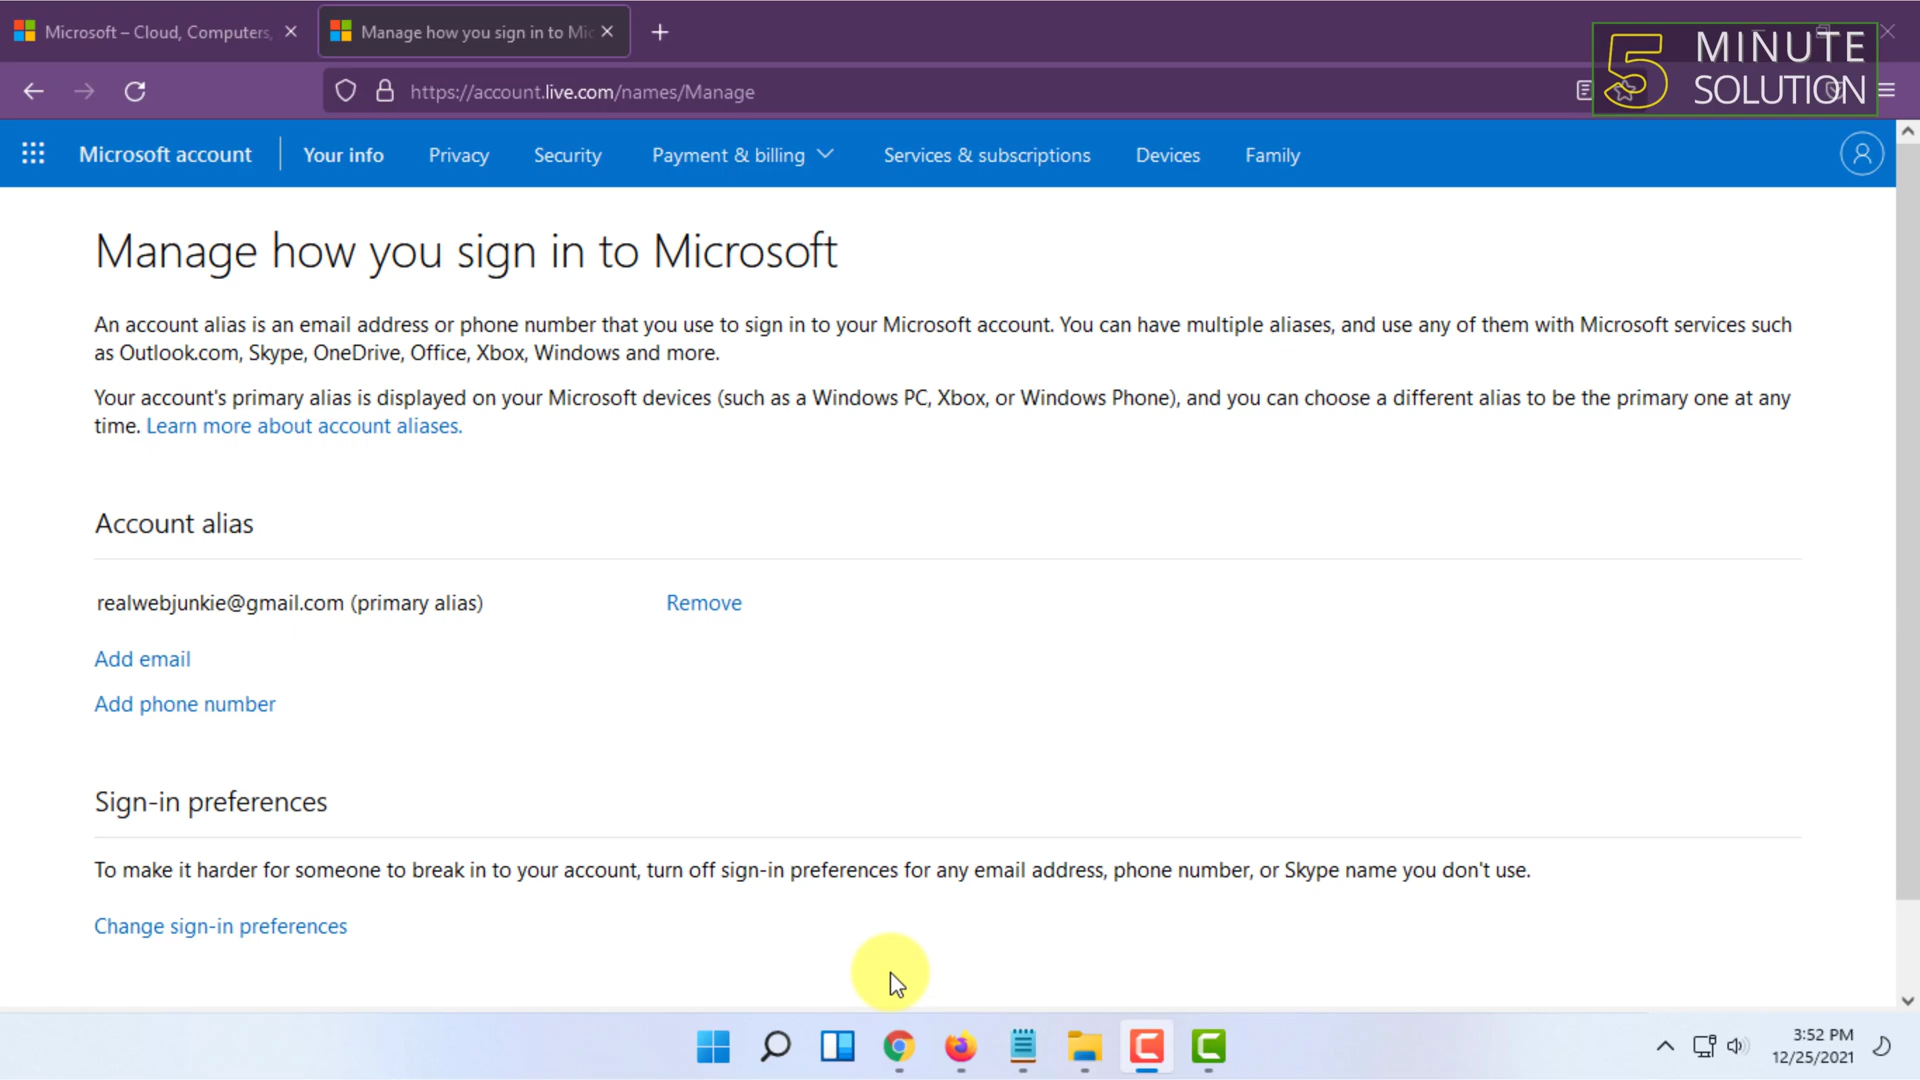 Microsoft – Cloud, Computers,
Manage how you sign in to Mic
5 MINUTE
SOLUTION
https://account.live.com/names/Manage
Microsoft account
Your info
Privacy
Security
Payment & billing
Services & subscriptions
Devices
Family
Manage how you sign in to Microsoft
An account alias is an email address or phone number that you use to sign in to your Microsoft account. You can have multiple aliases, and use any of them with Microsoft services such
as Outlook.com, Skype, OneDrive, Office, Xbox, Windows and more.
Your account's primary alias is displayed on your Microsoft devices (such as a Windows PC, Xbox, or Windows Phone), and you can choose a different alias to be the primary one at any
time. Learn more about account aliases.
Account alias
realwebjunkie@gmail.com (primary alias)
Remove
Add email
Add phone number
Sign-in preferences
To make it harder for someone to break in to your account, turn off sign-in preferences for any email address, phone number, or Skype name you don't use.
Change sign-in preferences
3:52 PM
12/25/2021